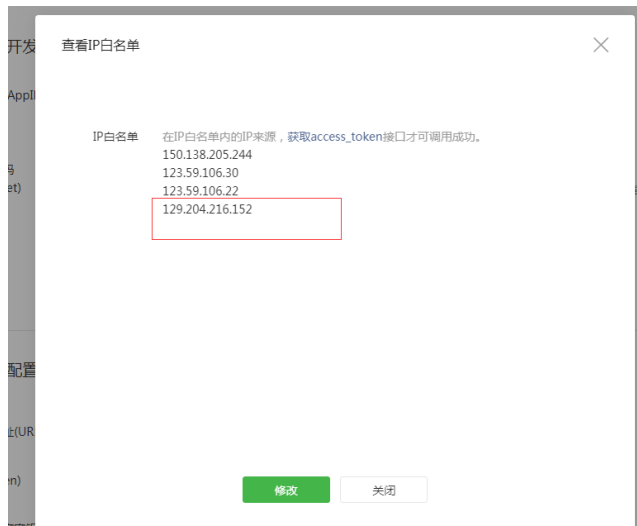 查看IP白名单
开发
AppI
码
et)
IP白名单
在IP白名单内的IP来源，获取access_token接口才可调用成功。
150.138.205.244
123.59.106.30
123.59.106.22
129.204.216.152
配置
址(UR
en)
修改
关闭